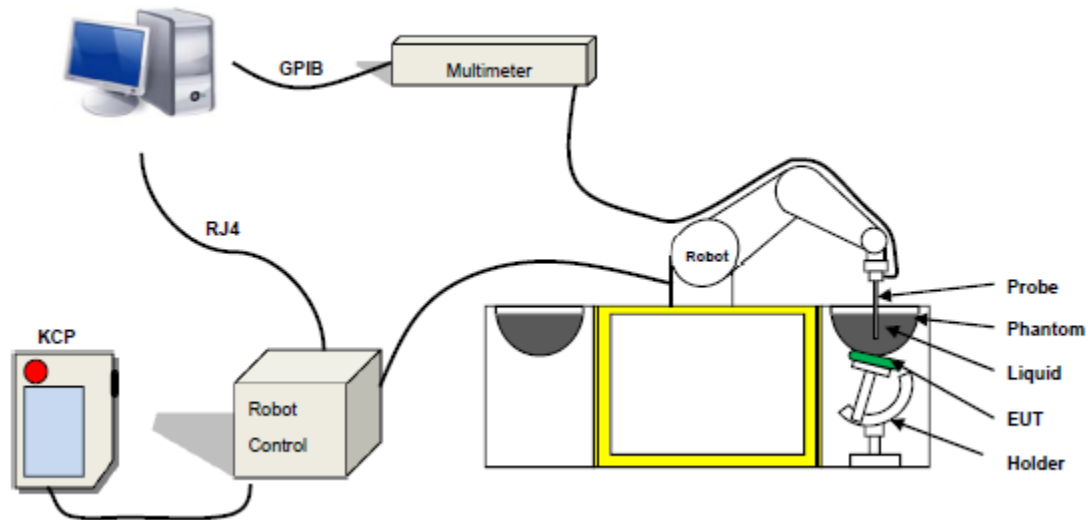 GPIB
Multimeter
RJ4
Robot
Probe
Phantom
KCP
Liquid
Robot
Control
EUT
Holder